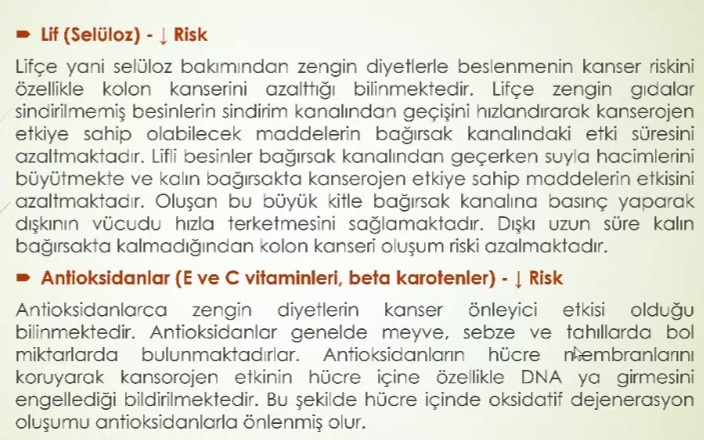 Lif (Selüloz) - ↓ Risk
Lifçe yani selüloz bakımından zengin diyetlerle beslenmenin kanser riskini
özellikle kolon kanserini azalttığı bilinmektedir. Lifçe zengin gıdalar
sindirilmemiş besinlerin sindirim kanalından geçişini hızlandırarak kanserojen
etkiye sahip olabilecek maddelerin bağırsak kanalındaki etki süresini
azaltmaktadır. Lifli besinler bağırsak kanalından geçerken suyla hacimlerini
büyütmekte ve kalın bağırsakta kanserojen etkiye sahip maddelerin etkisini
azaltmaktadır. Oluşan bu büyük kitle bağırsak kanalına basınç yaparak
dışkının vücudu hızla terketmesini sağlamaktadır. Dışkı uzun süre kalın
bağırsakta kalmadığından kolon kanseri oluşum riski azalmaktadır.
Antioksidanlar (E ve C vitaminleri, beta karotenler) - ↓ Risk
Antioksidanlarca zengin diyetlerin kanser önleyici etkisi olduğu
bilinmektedir. Antioksidanlar genelde meyve, sebze ve tahıllarda bol
miktarlarda bulunmaktadırlar. Antioksidanların hücre membranlarını
koruyarak kansorojen etkinin hücre içine özellikle DNA ya girmesini
engellediği bildirilmektedir. Bu şekilde hücre içinde oksidatif dejenerasyon
oluşumu antioksidanlarla önlenmiş olur.